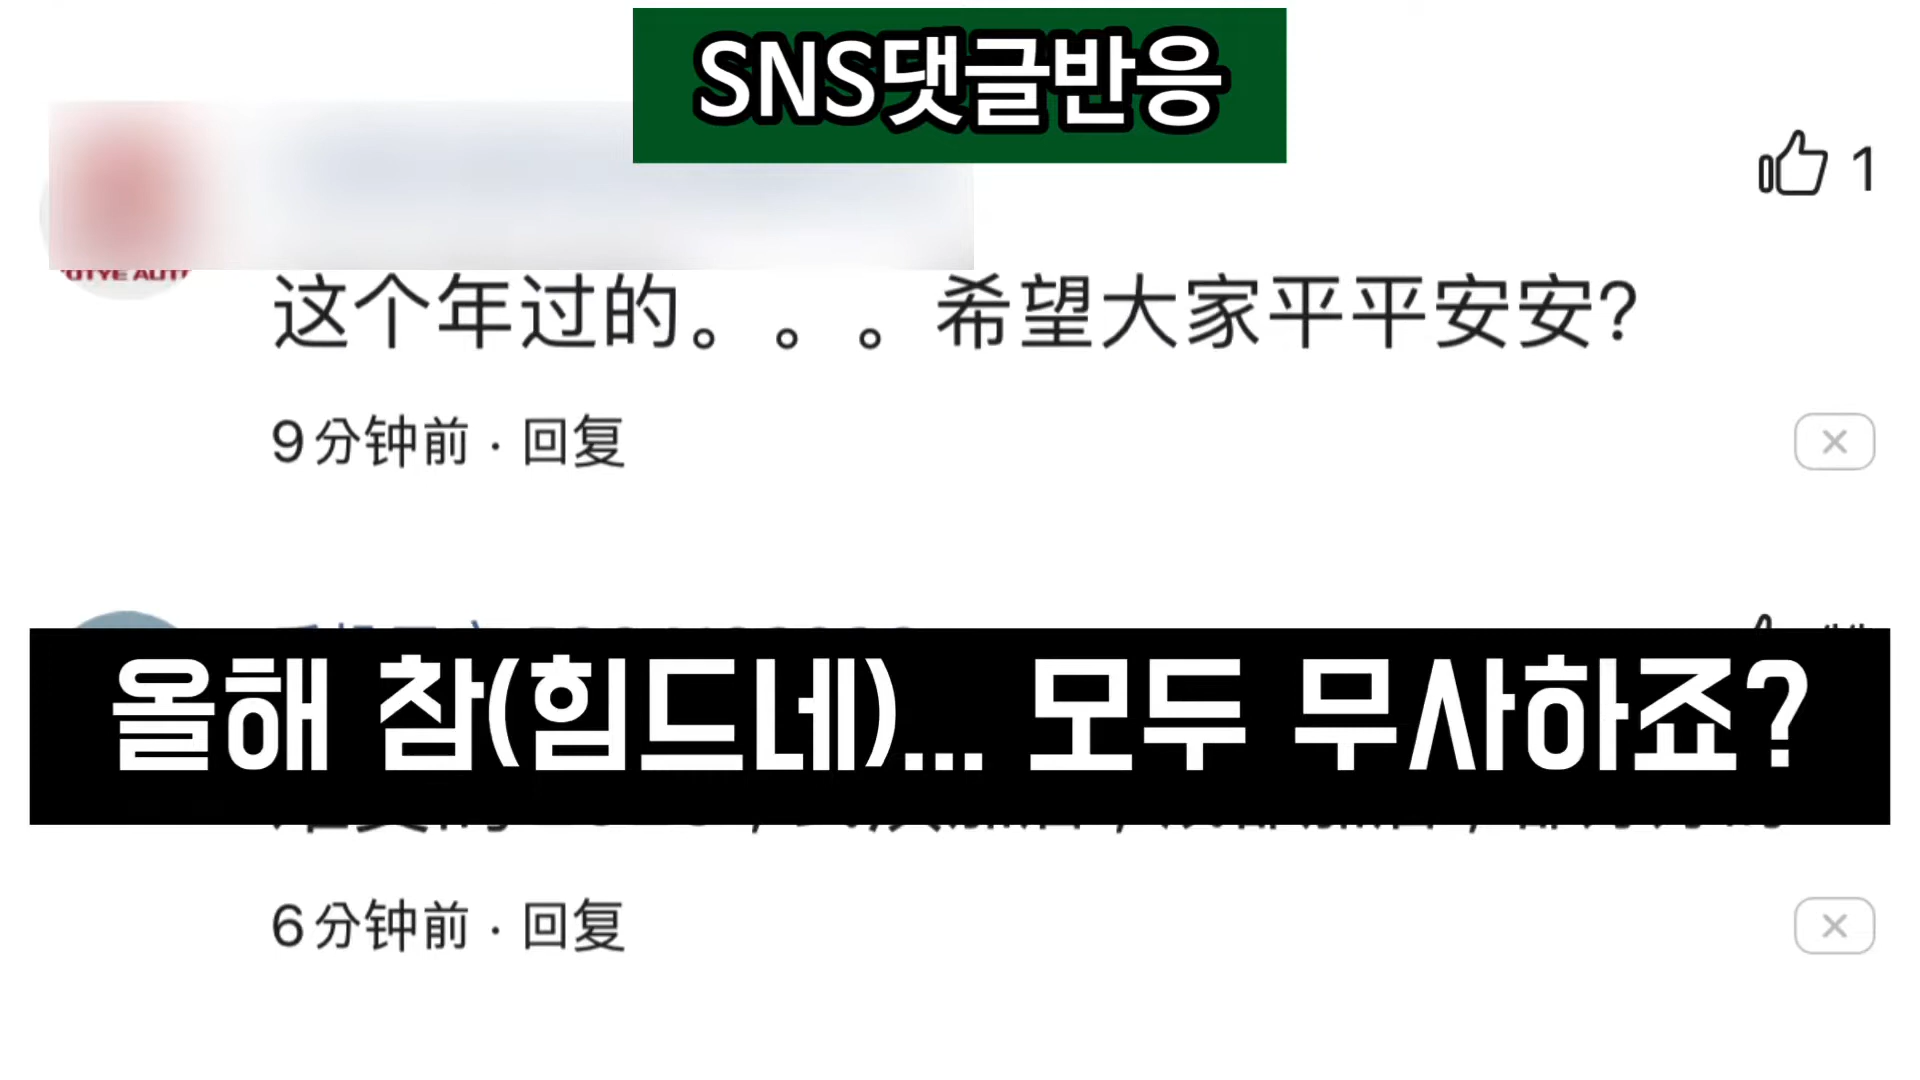 SNS댓글반응
1
这个年过的。。。希望大家平平安安?
9分钟前 · 回复
올해 참(힘드네)... 모두 무사하죠?
6分钟前 · 回复